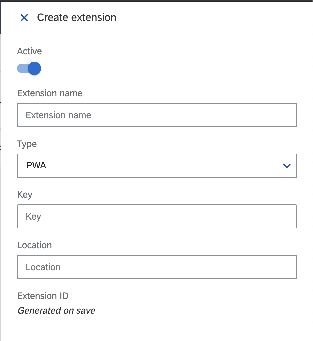 Create extension
Active
Extension name
Extension name
Type
PWA
Key
Key
Location
Location
Extension ID
Generated on save